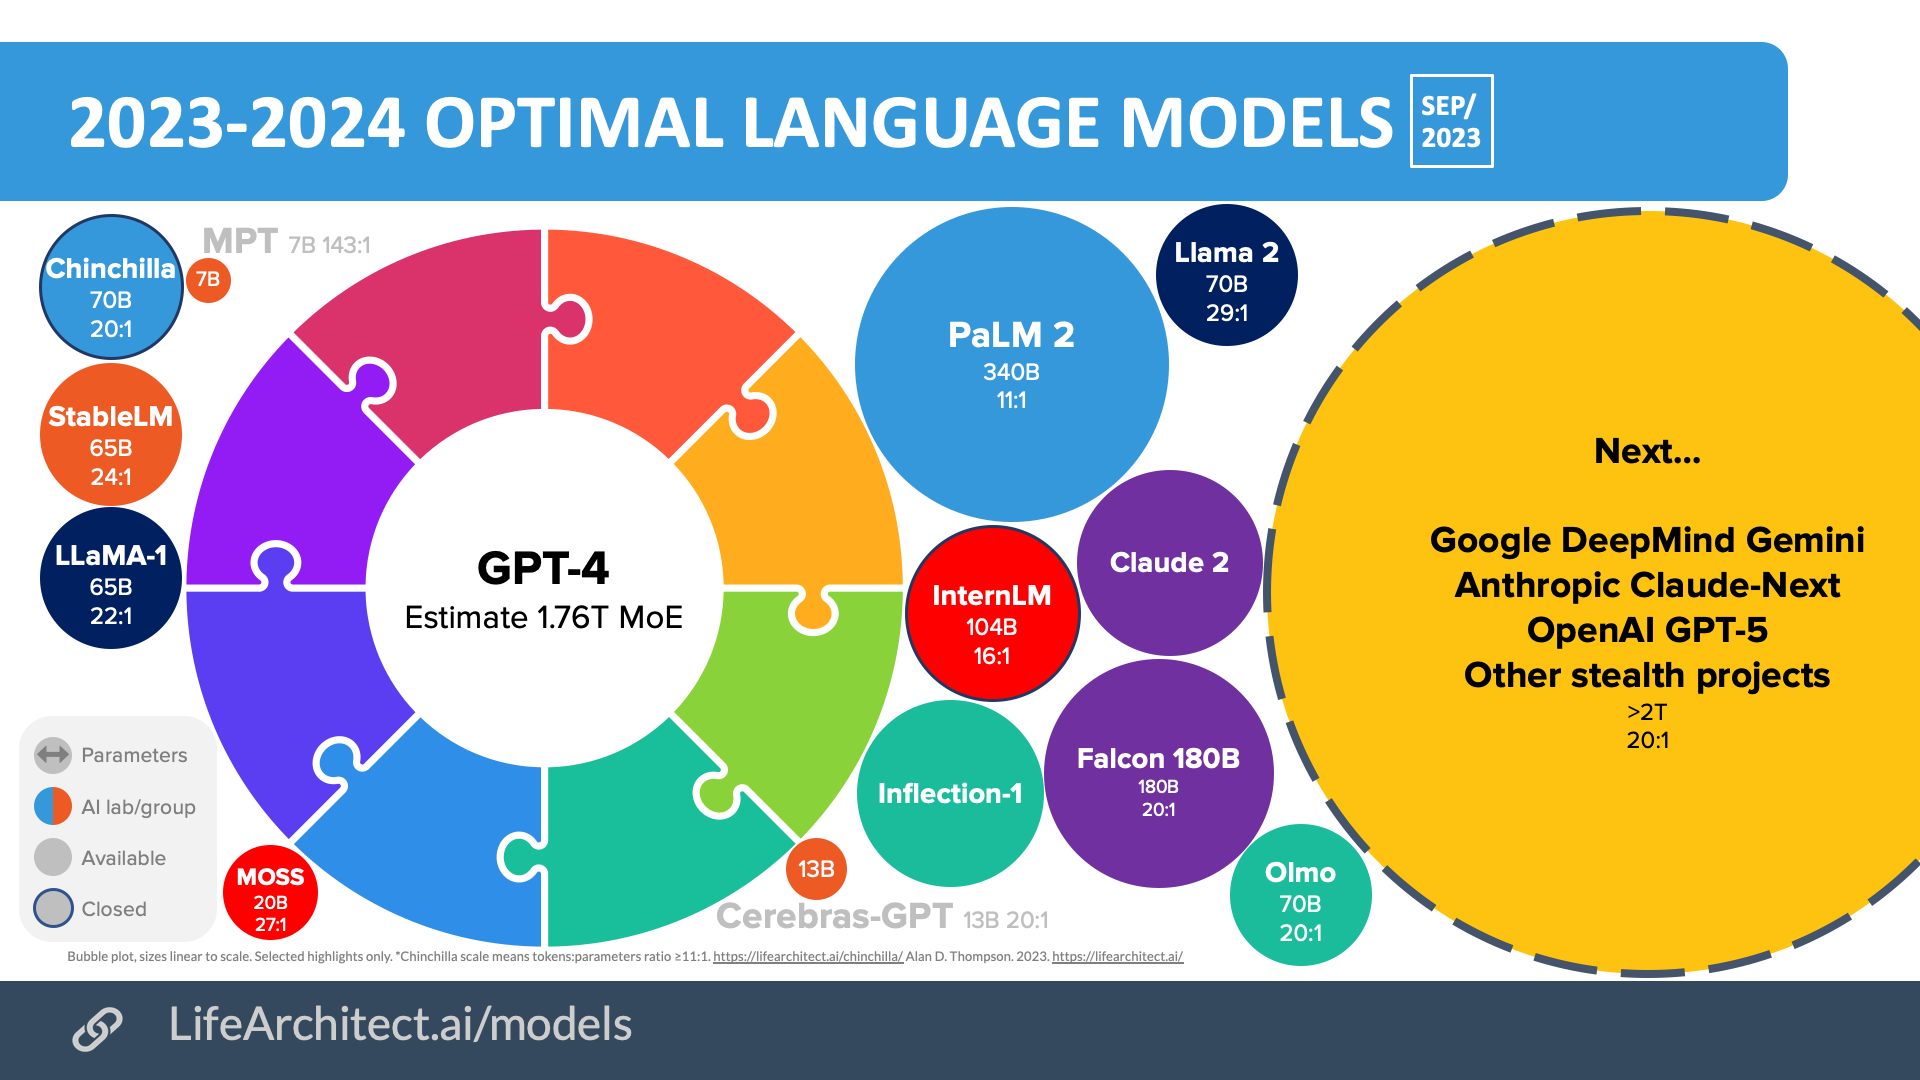 2023-2024 OPTIMAL LANGUAGE MODELS
SEP/
2023
Chinchilla
70B
20:1
MPT 7B 143:1
7B
StableLM
65B
24:1
LLaMA-1
65B
22:1
GPT-4
Estimate 1.76T MoE
PaLM 2
340B
11:1
Llama 2
70B
29:1
Claude 2
InternLM
104B
16:1
Inflection-1
Falcon 180B
180B
20:1
Olmo
70B
20:1
Next...
Google DeepMind Gemini
Anthropic Claude-Next
OpenAI GPT-5
Other stealth projects
>2T
20:1
Parameters
AI lab/group
Available
Closed
MOSS
20B
27:1
13B
Cerebras-GPT 13B 20:1
Bubble plot, sizes linear to scale. Selected highlights only. *Chinchilla scale means tokens:parameters ratio ≥11:1. https://lifearchitect.ai/chinchilla/ Alan D. Thompson. 2023. https://lifearchitect.ai/
LifeArchitect.ai/models